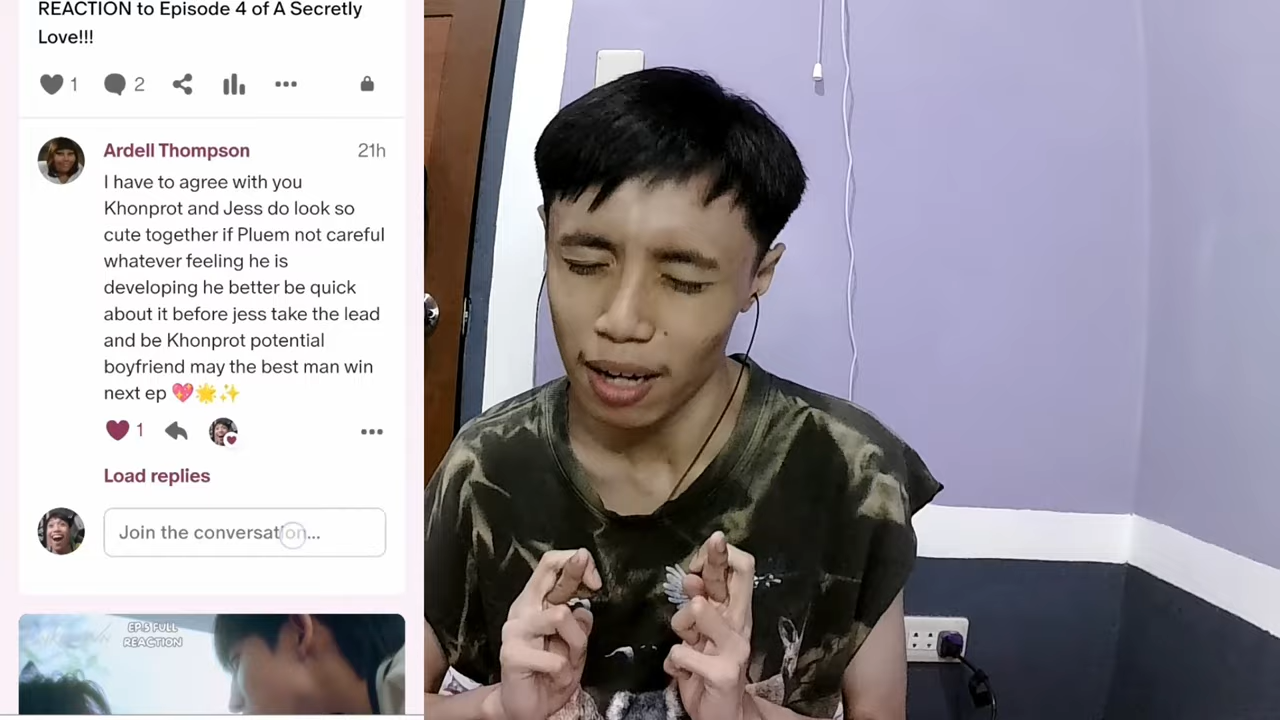 REACTION to Episode 4 of A Secretly
Love!!!
1
2
Ardell Thompson
21h
I have to agree with you
Khonprot and Jess do look so
cute together if Pluem not careful
whatever feeling he is
developing he better be quick
about it before jess take the lead
and be Khonprot potential
boyfriend may the best man win
next ep 💖🌟✨
1
Load replies
Join the conversation...
EP.5 FULL
REACTION